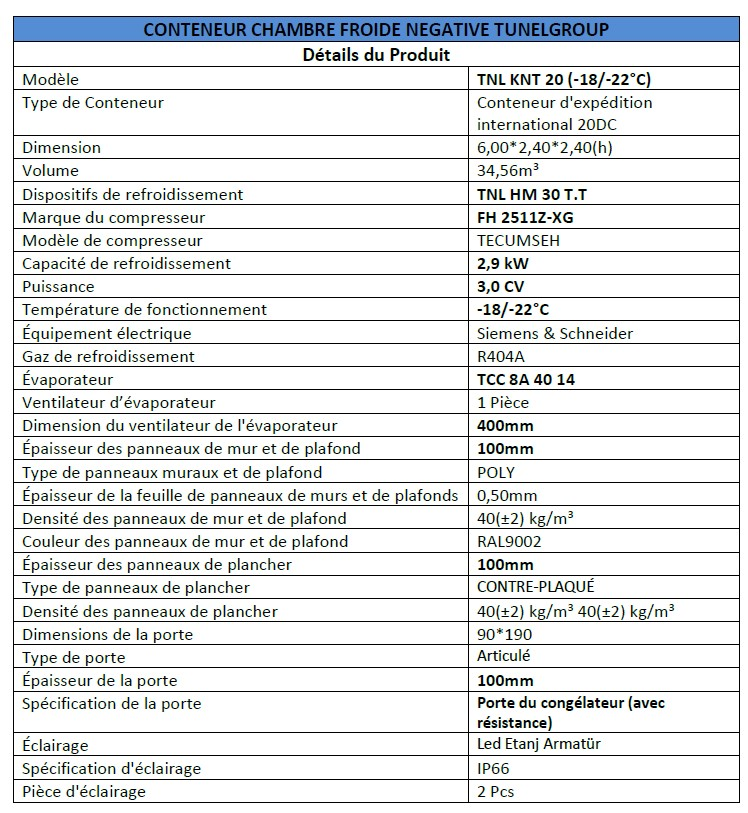 CONTENEUR CHAMBRE FROIDE NEGATIVE TUNELGROUP
Détails du Produit
Modèle TNL KNT 20 (-18/-22°C)
Type de Conteneur Conteneur d'expédition
international 20DC
Dimension 6,00*2,40*2,40(h)
Volume 34,56m³
Dispositifs de refroidissement TNL HM 30 T.T
Marque du compresseur FH 2511Z-XG
Modèle de compresseur TECUMSEH
Capacité de refroidissement 2,9 kW
Puissance 3,0 CV
Température de fonctionnement -18/-22°C
Équipement électrique Siemens & Schneider
Gaz de refroidissement R404A
Évaporateur TCC 8A 40 14
Ventilateur d’évaporateur 1 Pièce
Dimension du ventilateur de l'évaporateur 400mm
Épaisseur des panneaux de mur et de plafond 100mm
Type de panneaux muraux et de plafond POLY
Épaisseur de la feuille de panneaux de murs et de plafonds 0,50mm
Densité des panneaux de mur et de plafond 40(±2) kg/m³
Couleur des panneaux de mur et de plafond RAL9002
Épaisseur des panneaux de plancher 100mm
Type de panneaux de plancher CONTRE-PLAQUÉ
Densité des panneaux de plancher 40(±2) kg/m³ 40(±2) kg/m³
Dimensions de la porte 90*190
Type de porte Articulé
Épaisseur de la porte 100mm
Spécification de la porte Porte du congélateur (avec
résistance)
Éclairage Led Etanj Armatür
Spécification d'éclairage IP66
Pièce d'éclairage 2 Pcs